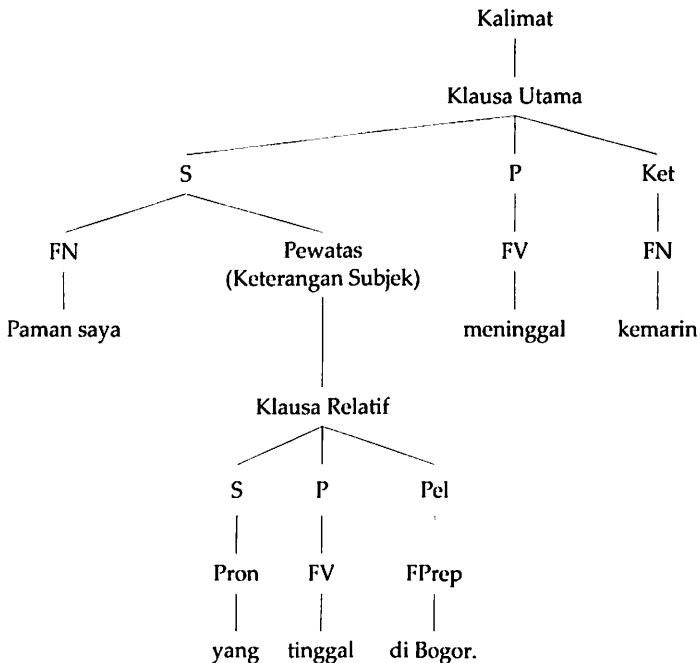 Kalimat
Klausa Utama
S P Ket
FN Pewatas FV FN
(Keterangan Subjek)
Paman saya meninggal kemarin
Klausa Relatif
S P Pel
Pron FV FPrep
yang tinggal di Bogor.